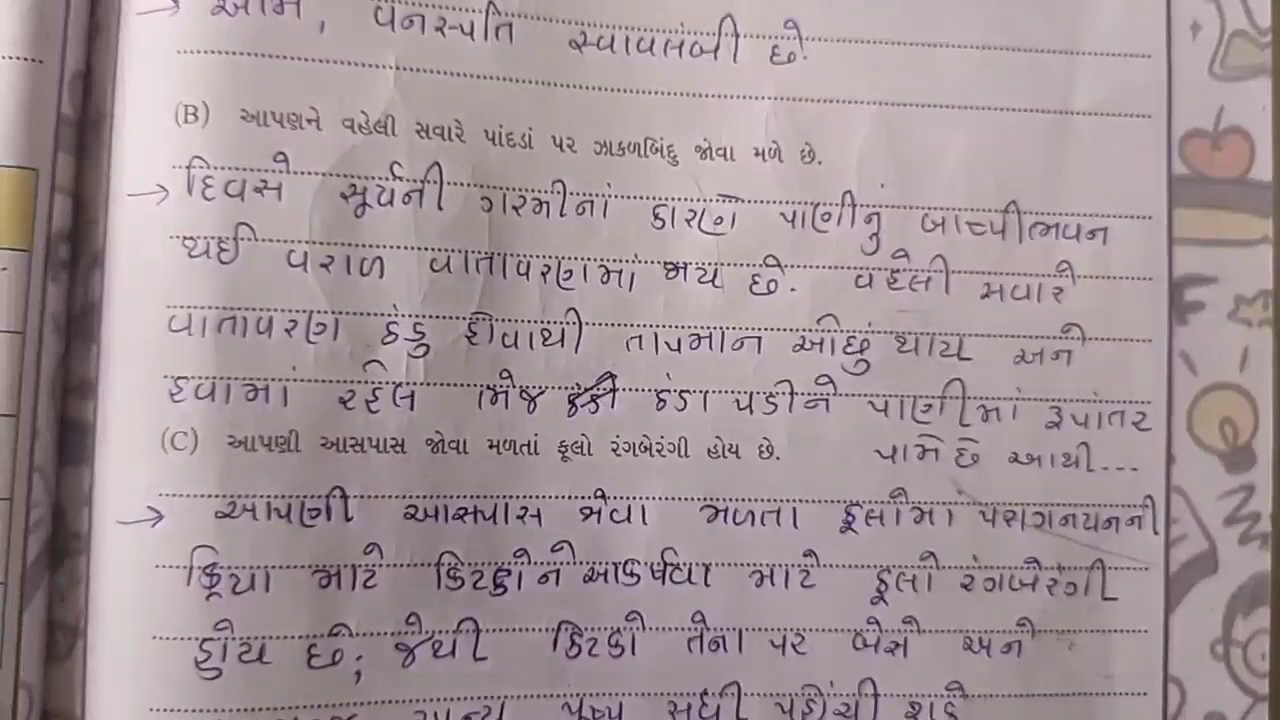 → આમ, વનસ્પતિ સ્વાવલંબી છે.
(B) આપણને વહેલી સવારે પાંદડાં પર ઝાકળબિંદુ જોવા મળે છે.
→ દિવસે સૂર્યની ગરમીનાં કારણે પાણીનું બાષ્પીભવન
થઈ વરાળ વાતાવરણમાં જાય છે. વહેલી સવારે
વાતાવરણ ઠંડુ હોવાથી તાપમાન ઓછું થાય અને
હવામાં રહેલ ભેજ ઠંડા પડીને પાણીમાં રૂપાંતર
પામે છે આથી...
(C) આપણી આસપાસ જોવા મળતાં ફૂલો રંગબેરંગી હોય છે.
→ આપણી આસપાસ જોવા મળતા ફૂલોમાં પરાગનયનની
ક્રિયા માટે કિટકોને આકર્ષવા માટે ફૂલો રંગબેરંગી
હોય છે; જેથી કિટકો તેના પર બેસે અને
અન્ય પુષ્પ સુધી પહોંચી શકે